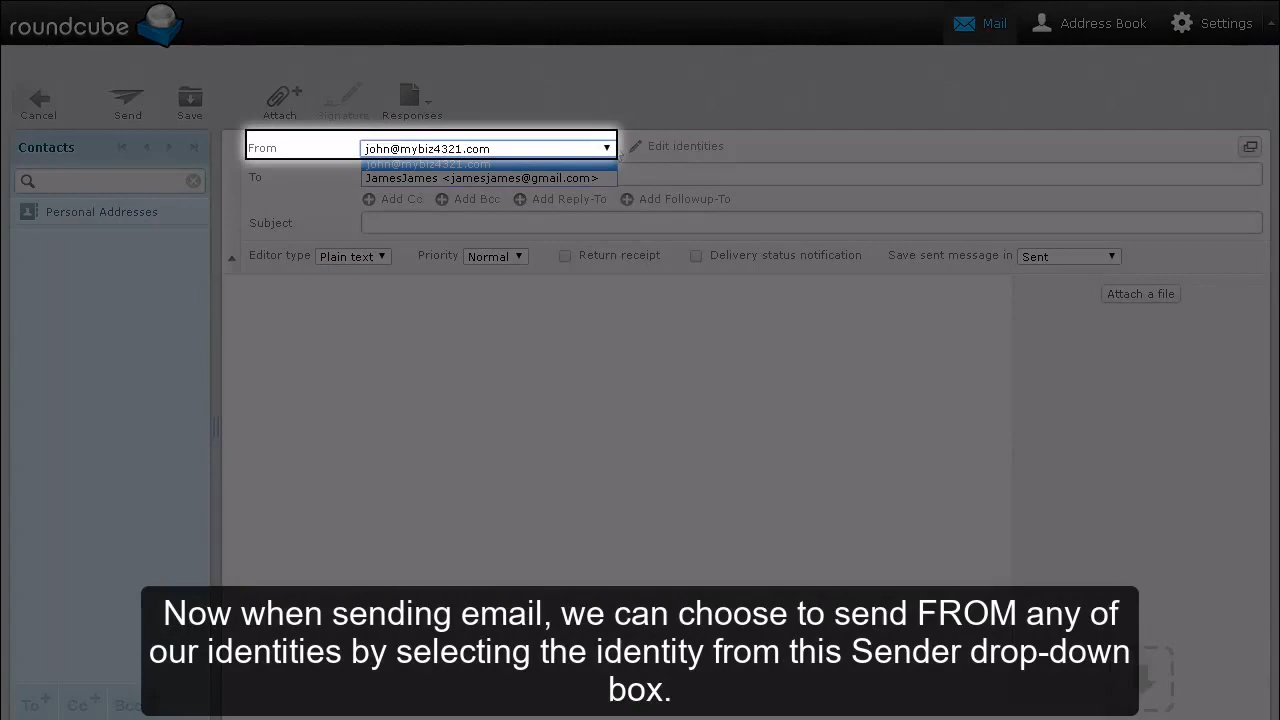 roundcube
Mail
Address Book
Settings
Cancel
Send
Save
Attach
Signature
Responses
Contacts
Personal Addresses
From
john@mybiz4321.com
Edit identities
john@mybiz4321.com
JamesJames <jamesjames@gmail.com>
To
Add Cc Add Bcc Add Reply-To Add Followup-To
Subject
Editor type Plain text Priority Normal Return receipt Delivery status notification Save sent message in Sent
Attach a file
Now when sending email, we can choose to send FROM any of
our identities by selecting the identity from this Sender drop-down
box.
To Cc Bcc